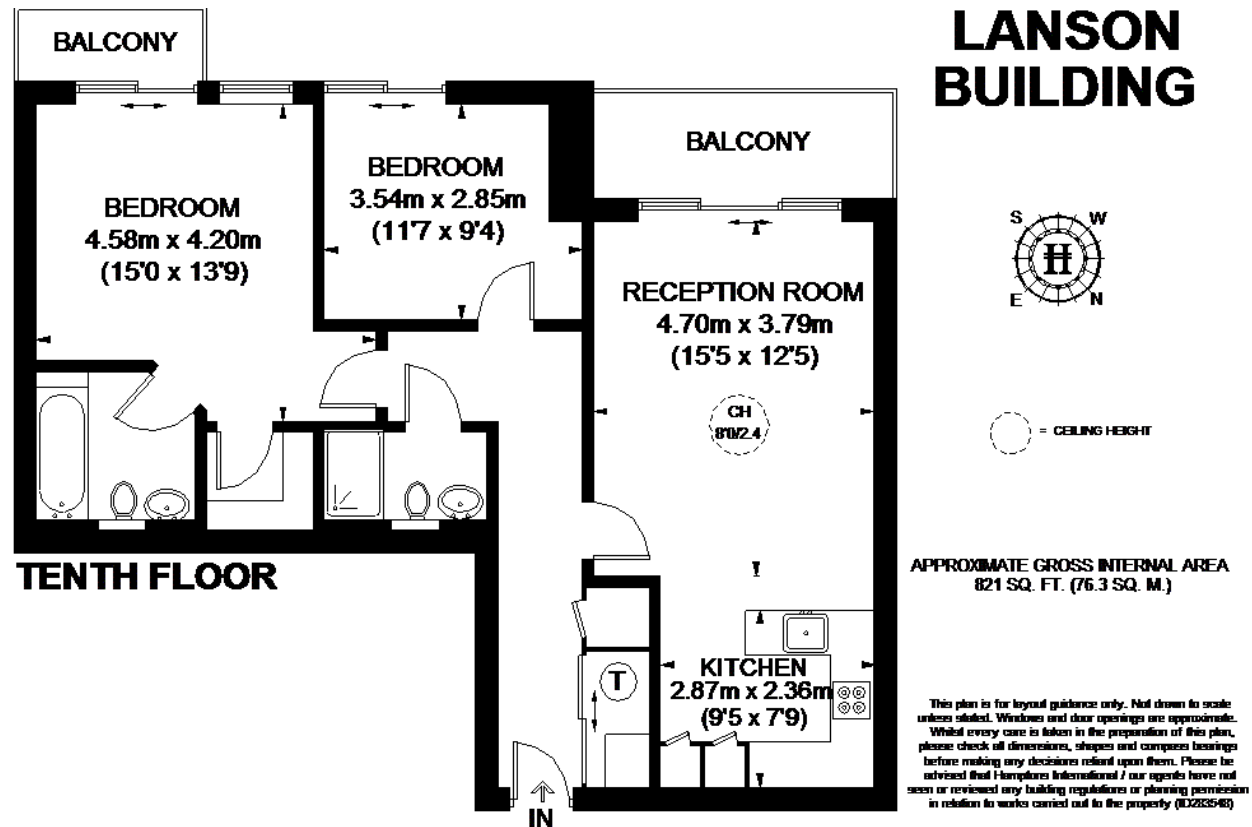 LANSON
BUILDING
BALCONY
BALCONY
BEDROOM
3.54m x 2.85m
(11'7 x 9'4)
BEDROOM
4.58m x 4.20m
(15'0 x 13'9)
S
W
H
E
N
RECEPTION ROOM
4.70m x 3.79m
(15'5 x 12'5)
CH
8'0/2.4
= CEILING HEIGHT
TENTH FLOOR
APPROXIMATE GROSS INTERNAL AREA
821 SQ. FT. (76.3 SQ. M.)
T
KITCHEN
2.87m x 2.36m
(9'5 x 7'9)
IN
This plan is for layout guidance only. Not drawn to scale
unless stated. Windows and door openings are approximate.
Whilst every care is taken in the preparation of this plan,
please check all dimensions, shapes and compass bearings
before making any decisions reliant upon them. Please be
advised that Hamptons International / our agents have not
seen or reviewed any building regulations or planning permission
in relation to works carried out to the property (ID283548)